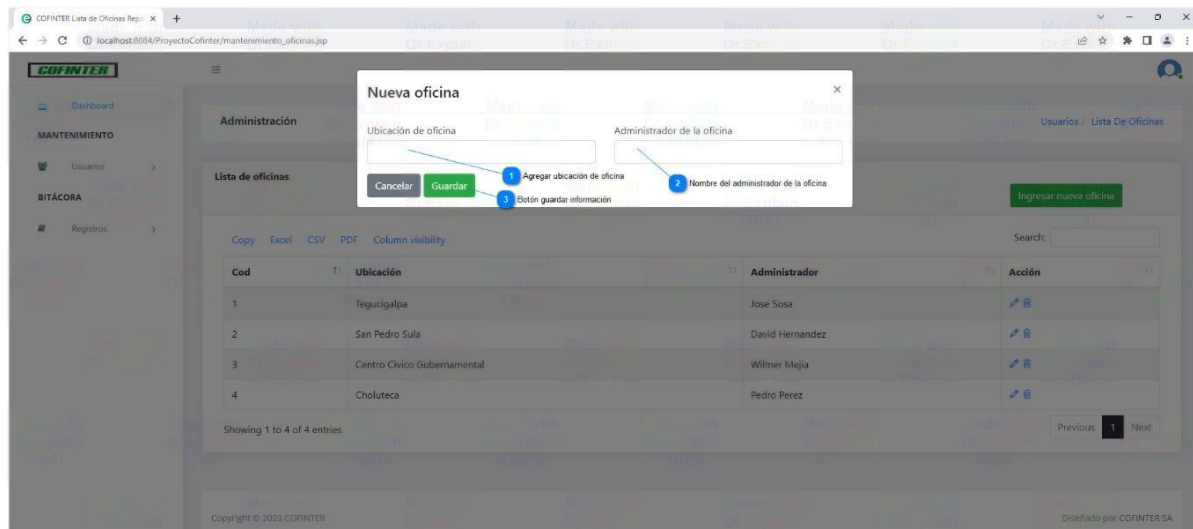 COFINTER Lista de Oficinas Rep
localhost:8084/ProyectoCofinter/mantenimiento_oficinas.jsp
COFINTER
Dashboard
MANTENIMIENTO
Usuarios
BITÁCORA
Registros
Nueva oficina
Ubicación de oficina
Administrador de la oficina
1 Agregar ubicación de oficina
2 Nombre del administrador de la oficina
Cancelar Guardar
3 Botón guardar información
Administración
Usuarios / Lista De Oficinas
Lista de oficinas
Ingresar nueva oficina
Copy Excel CSV PDF Column visibility
Search:
Cod Ubicación Administrador Acción
1 Tegucigalpa Jose Sosa
2 San Pedro Sula David Hernandez
3 Centro Civico Gubernamental Wilmer Mejia
4 Choluteca Pedro Perez
Showing 1 to 4 of 4 entries
Previous 1 Next
Copyright © 2023 COFINTER
Diseñado por COFINTER SA